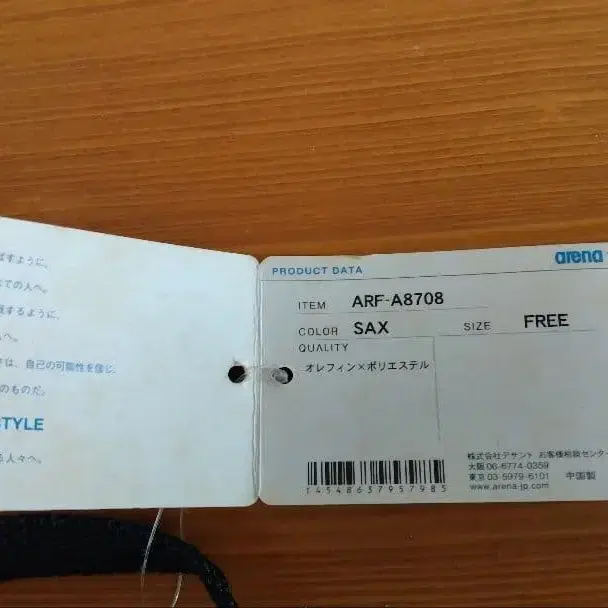 ばすように、
ての人へ。
するように、
へ。
は、自己の可能性を信じ、
のものだ。
STYLE
る人々へ。
arena
PRODUCT DATA
ITEM ARF-A8708
COLOR SAX SIZE FREE
QUALITY
オレフィン×ポリエステル
株式会社デサント お客様相談センター
大阪 06-6774-0359
東京 03-5979-6101 中国製
www.arena-jp.com